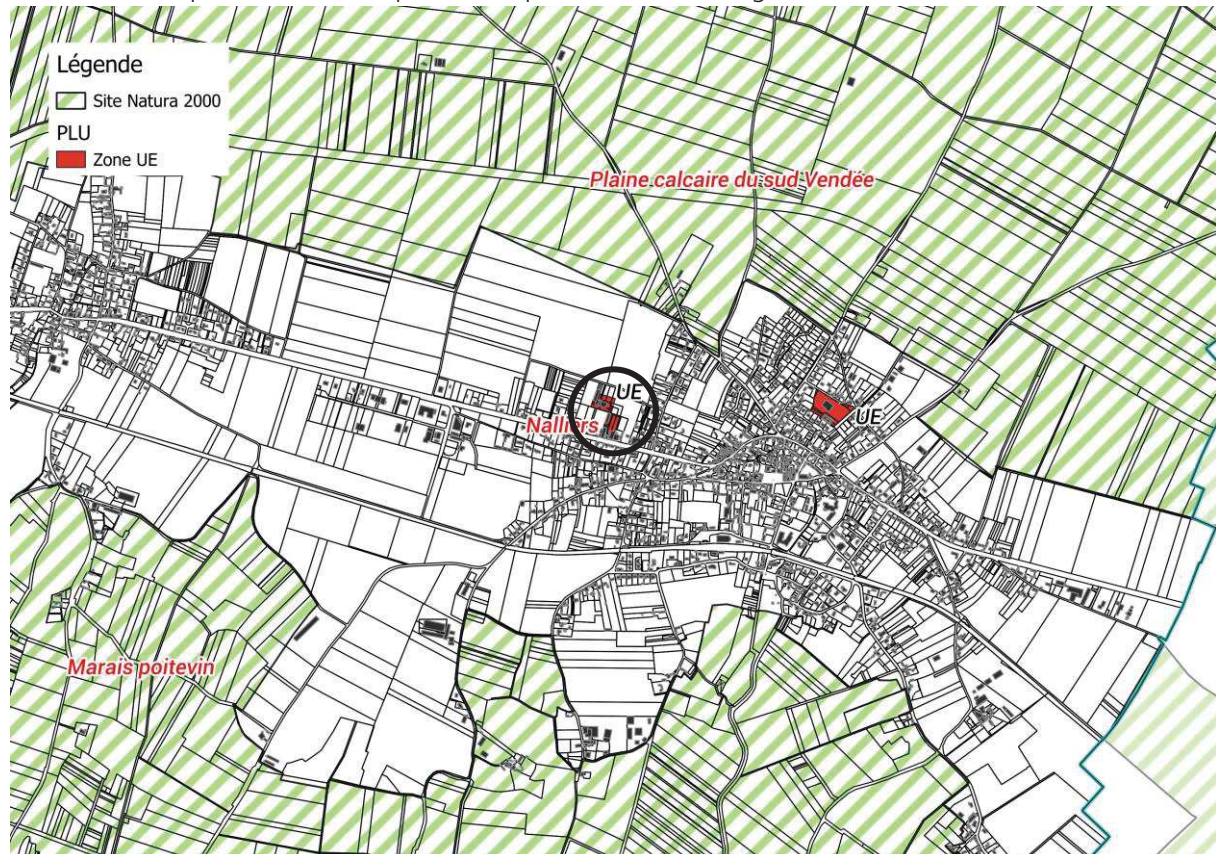 Légende
Site Natura 2000
PLU
Zone UE
Plaine calcaire du sud Vendée
UE
Nalliers
UE
Marais poitevin